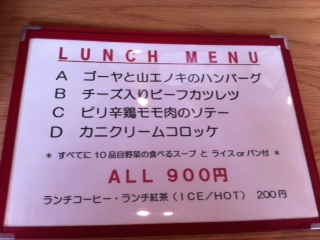 LUNCH MENU
A ゴーヤと山エノキのハンバーグ
B チーズ入りビーフカツレツ
C ピリ辛鶏モモ肉のソテー
D カニクリームコロッケ
* すべてに 10品目野菜の食べるスープ と ライスorパン付 *
ALL 900円
ランチコーヒー・ランチ紅茶(ICE/HOT) 200円